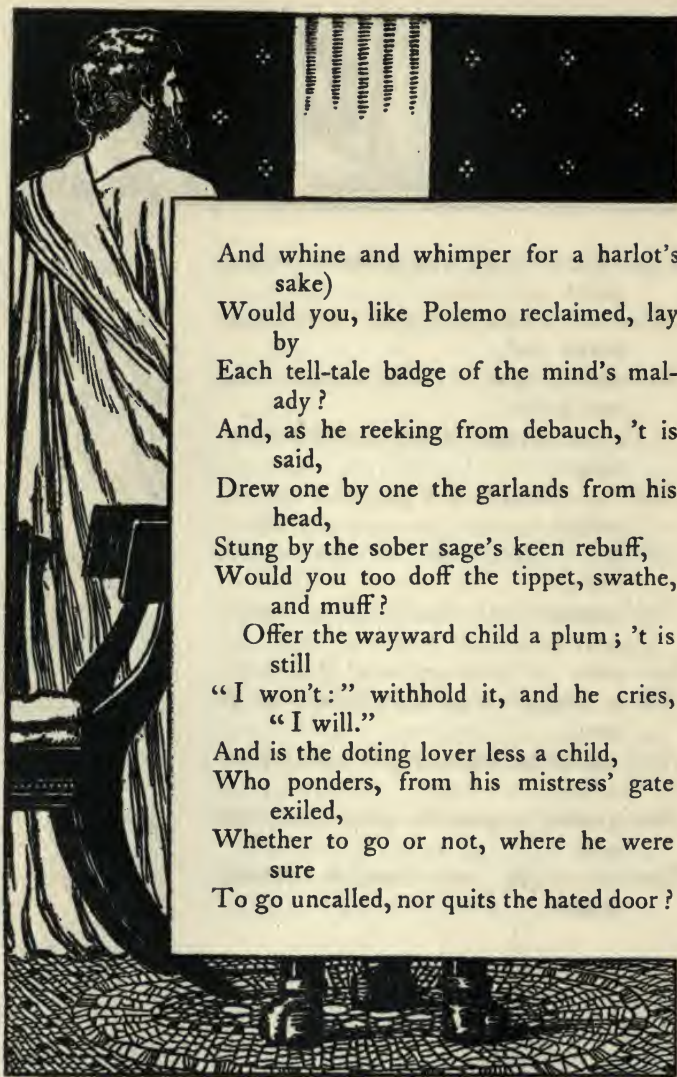 And whine and whimper for a harlot's
sake)
Would you, like Polemo reclaimed, lay
by
Each tell-tale badge of the mind's mal-
ady?
And, as he reeking from debauch, 't is
said,
Drew one by one the garlands from his
head,
Stung by the sober sage's keen rebuff,
Would you too doff the tippet, swathe,
and muff?
Offer the wayward child a plum; 't is
still
"I won't:" withhold it, and he cries,
"I will."
And is the doting lover less a child,
Who ponders, from his mistress' gate
exiled,
Whether to go or not, where he were
sure
To go uncalled, nor quits the hated door?